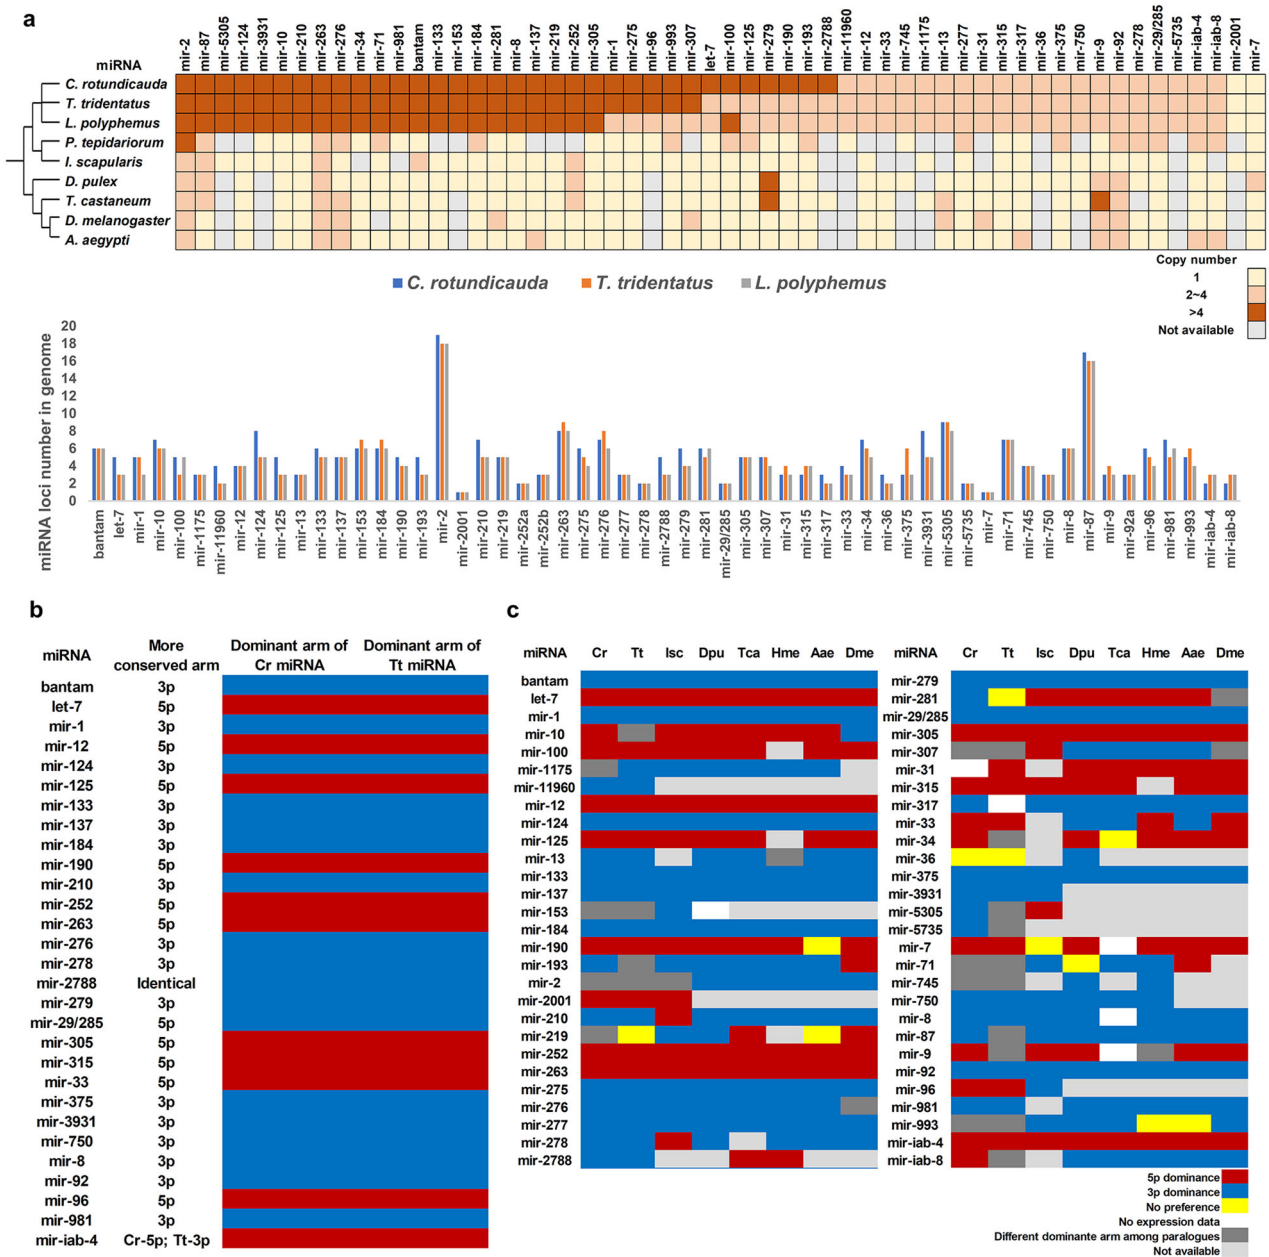 a
miRNA
mir-2 mir-87 mir-5305 mir-124 mir-3931 mir-10 mir-210 mir-263 mir-276 mir-34 mir-71 mir-981 bantam mir-133 mir-153 mir-184 mir-281 mir-8 mir-137 mir-219 mir-252 mir-305 mir-1 mir-275 mir-96 mir-993 mir-307 let-7 mir-100 mir-125 mir-279 mir-190 mir-193 mir-2788 mir-11960 mir-12 mir-33 mir-745 mir-1175 mir-13 mir-277 mir-31 mir-315 mir-317 mir-36 mir-375 mir-750 mir-9 mir-92 mir-278 mir-29/285 mir-5735 mir-iab-4 mir-iab-8 mir-2001 mir-7
C. rotundicauda
T. tridentatus
L. polyphemus
P. tepidariorum
I. scapularis
D. pulex
T. castaneum
D. melanogaster
A. aegypti
Copy number
1
2~4
>4
Not available
C. rotundicauda T. tridentatus L. polyphemus
miRNA loci number in genome
20
18
16
14
12
10
8
6
4
2
0
bantam let-7 mir-1 mir-10 mir-100 mir-1175 mir-11960 mir-12 mir-124 mir-125 mir-13 mir-133 mir-137 mir-153 mir-184 mir-190 mir-193 mir-2 mir-2001 mir-210 mir-219 mir-252a mir-252b mir-263 mir-275 mir-276 mir-277 mir-278 mir-2788 mir-279 mir-281 mir-29/285 mir-305 mir-307 mir-31 mir-315 mir-317 mir-33 mir-34 mir-36 mir-375 mir-3931 mir-5305 mir-5735 mir-7 mir-71 mir-745 mir-750 mir-8 mir-87 mir-9 mir-92a mir-96 mir-981 mir-993 mir-iab-4 mir-iab-8
b
miRNA More conserved arm Dominant arm of Cr miRNA Dominant arm of Tt miRNA
bantam 3p
let-7 5p
mir-1 3p
mir-12 5p
mir-124 3p
mir-125 5p
mir-133 3p
mir-137 3p
mir-184 3p
mir-190 5p
mir-210 3p
mir-252 5p
mir-263 5p
mir-276 3p
mir-278 3p
mir-2788 Identical
mir-279 3p
mir-29/285 5p
mir-305 5p
mir-315 5p
mir-33 5p
mir-375 3p
mir-3931 3p
mir-750 3p
mir-8 3p
mir-92 3p
mir-96 5p
mir-981 3p
mir-iab-4 Cr-5p; Tt-3p
c
miRNA Cr Tt Isc Dpu Tca Hme Aae Dme
bantam
let-7
mir-1
mir-10
mir-100
mir-1175
mir-11960
mir-12
mir-124
mir-125
mir-13
mir-133
mir-137
mir-153
mir-184
mir-190
mir-193
mir-2
mir-2001
mir-210
mir-219
mir-252
mir-263
mir-275
mir-276
mir-277
mir-278
mir-2788
miRNA Cr Tt Isc Dpu Tca Hme Aae Dme
mir-279
mir-281
mir-29/285
mir-305
mir-307
mir-31
mir-315
mir-317
mir-33
mir-34
mir-36
mir-375
mir-3931
mir-5305
mir-5735
mir-7
mir-71
mir-745
mir-750
mir-8
mir-87
mir-9
mir-92
mir-96
mir-981
mir-993
mir-iab-4
mir-iab-8
5p dominance
3p dominance
No preference
No expression data
Different dominante arm among paralogues
Not available